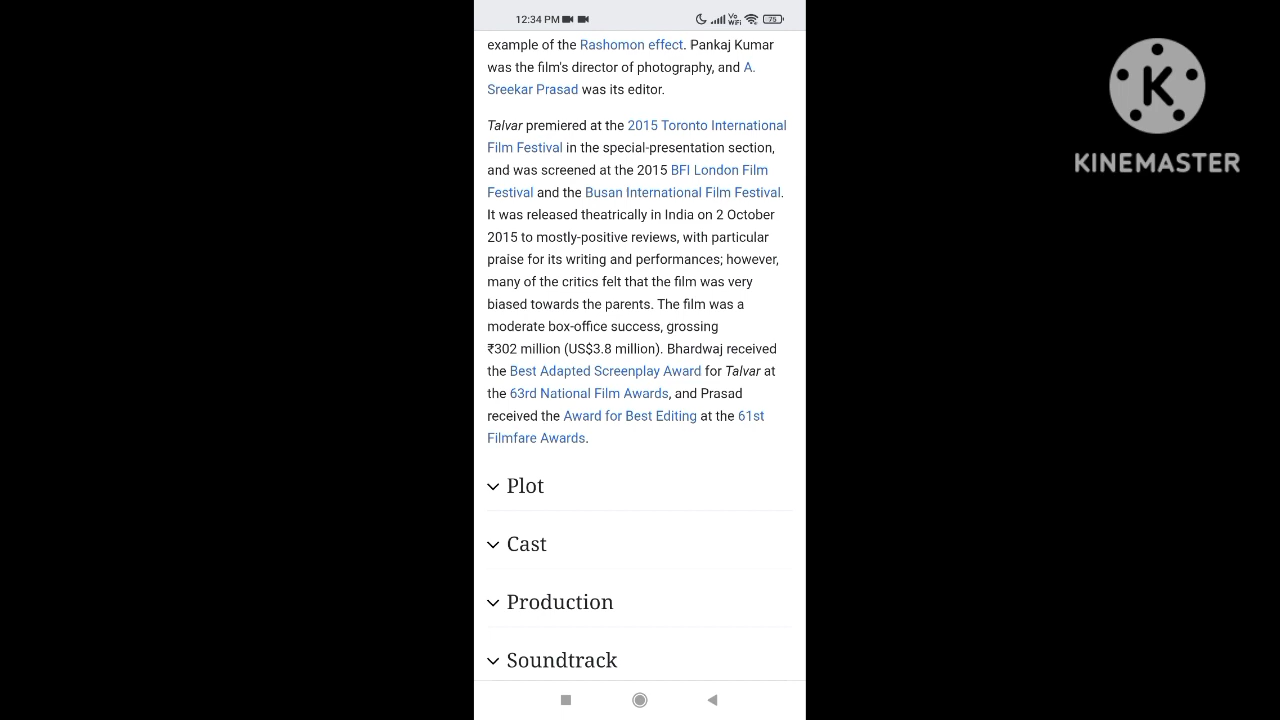 12:34 PM
Vo
WiFi
75
example of the Rashomon effect. Pankaj Kumar
was the film's director of photography, and A.
Sreekar Prasad was its editor.
Talvar premiered at the 2015 Toronto International
Film Festival in the special-presentation section,
and was screened at the 2015 BFI London Film
Festival and the Busan International Film Festival.
It was released theatrically in India on 2 October
2015 to mostly-positive reviews, with particular
praise for its writing and performances; however,
many of the critics felt that the film was very
biased towards the parents. The film was a
moderate box-office success, grossing
₹302 million (US$3.8 million). Bhardwaj received
the Best Adapted Screenplay Award for Talvar at
the 63rd National Film Awards, and Prasad
received the Award for Best Editing at the 61st
Filmfare Awards.
Plot
Cast
Production
Soundtrack
K
KINEMASTER